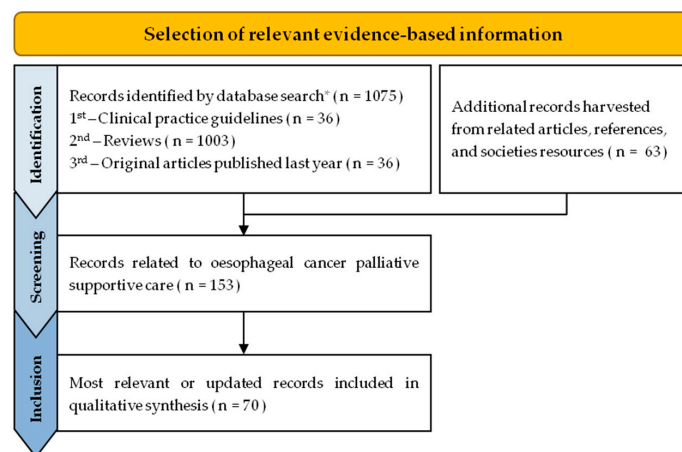 Selection of relevant evidence-based information
Identification
Records identified by database search* (n = 1075)
1st – Clinical practice guidelines (n = 36)
2nd – Reviews (n = 1003)
3rd – Original articles published last year (n = 36)
Additional records harvested
from related articles, references,
and societies resources (n = 63)
Screening
Records related to oesophageal cancer palliative
supportive care (n = 153)
Inclusion
Most relevant or updated records included in
qualitative synthesis (n = 70)